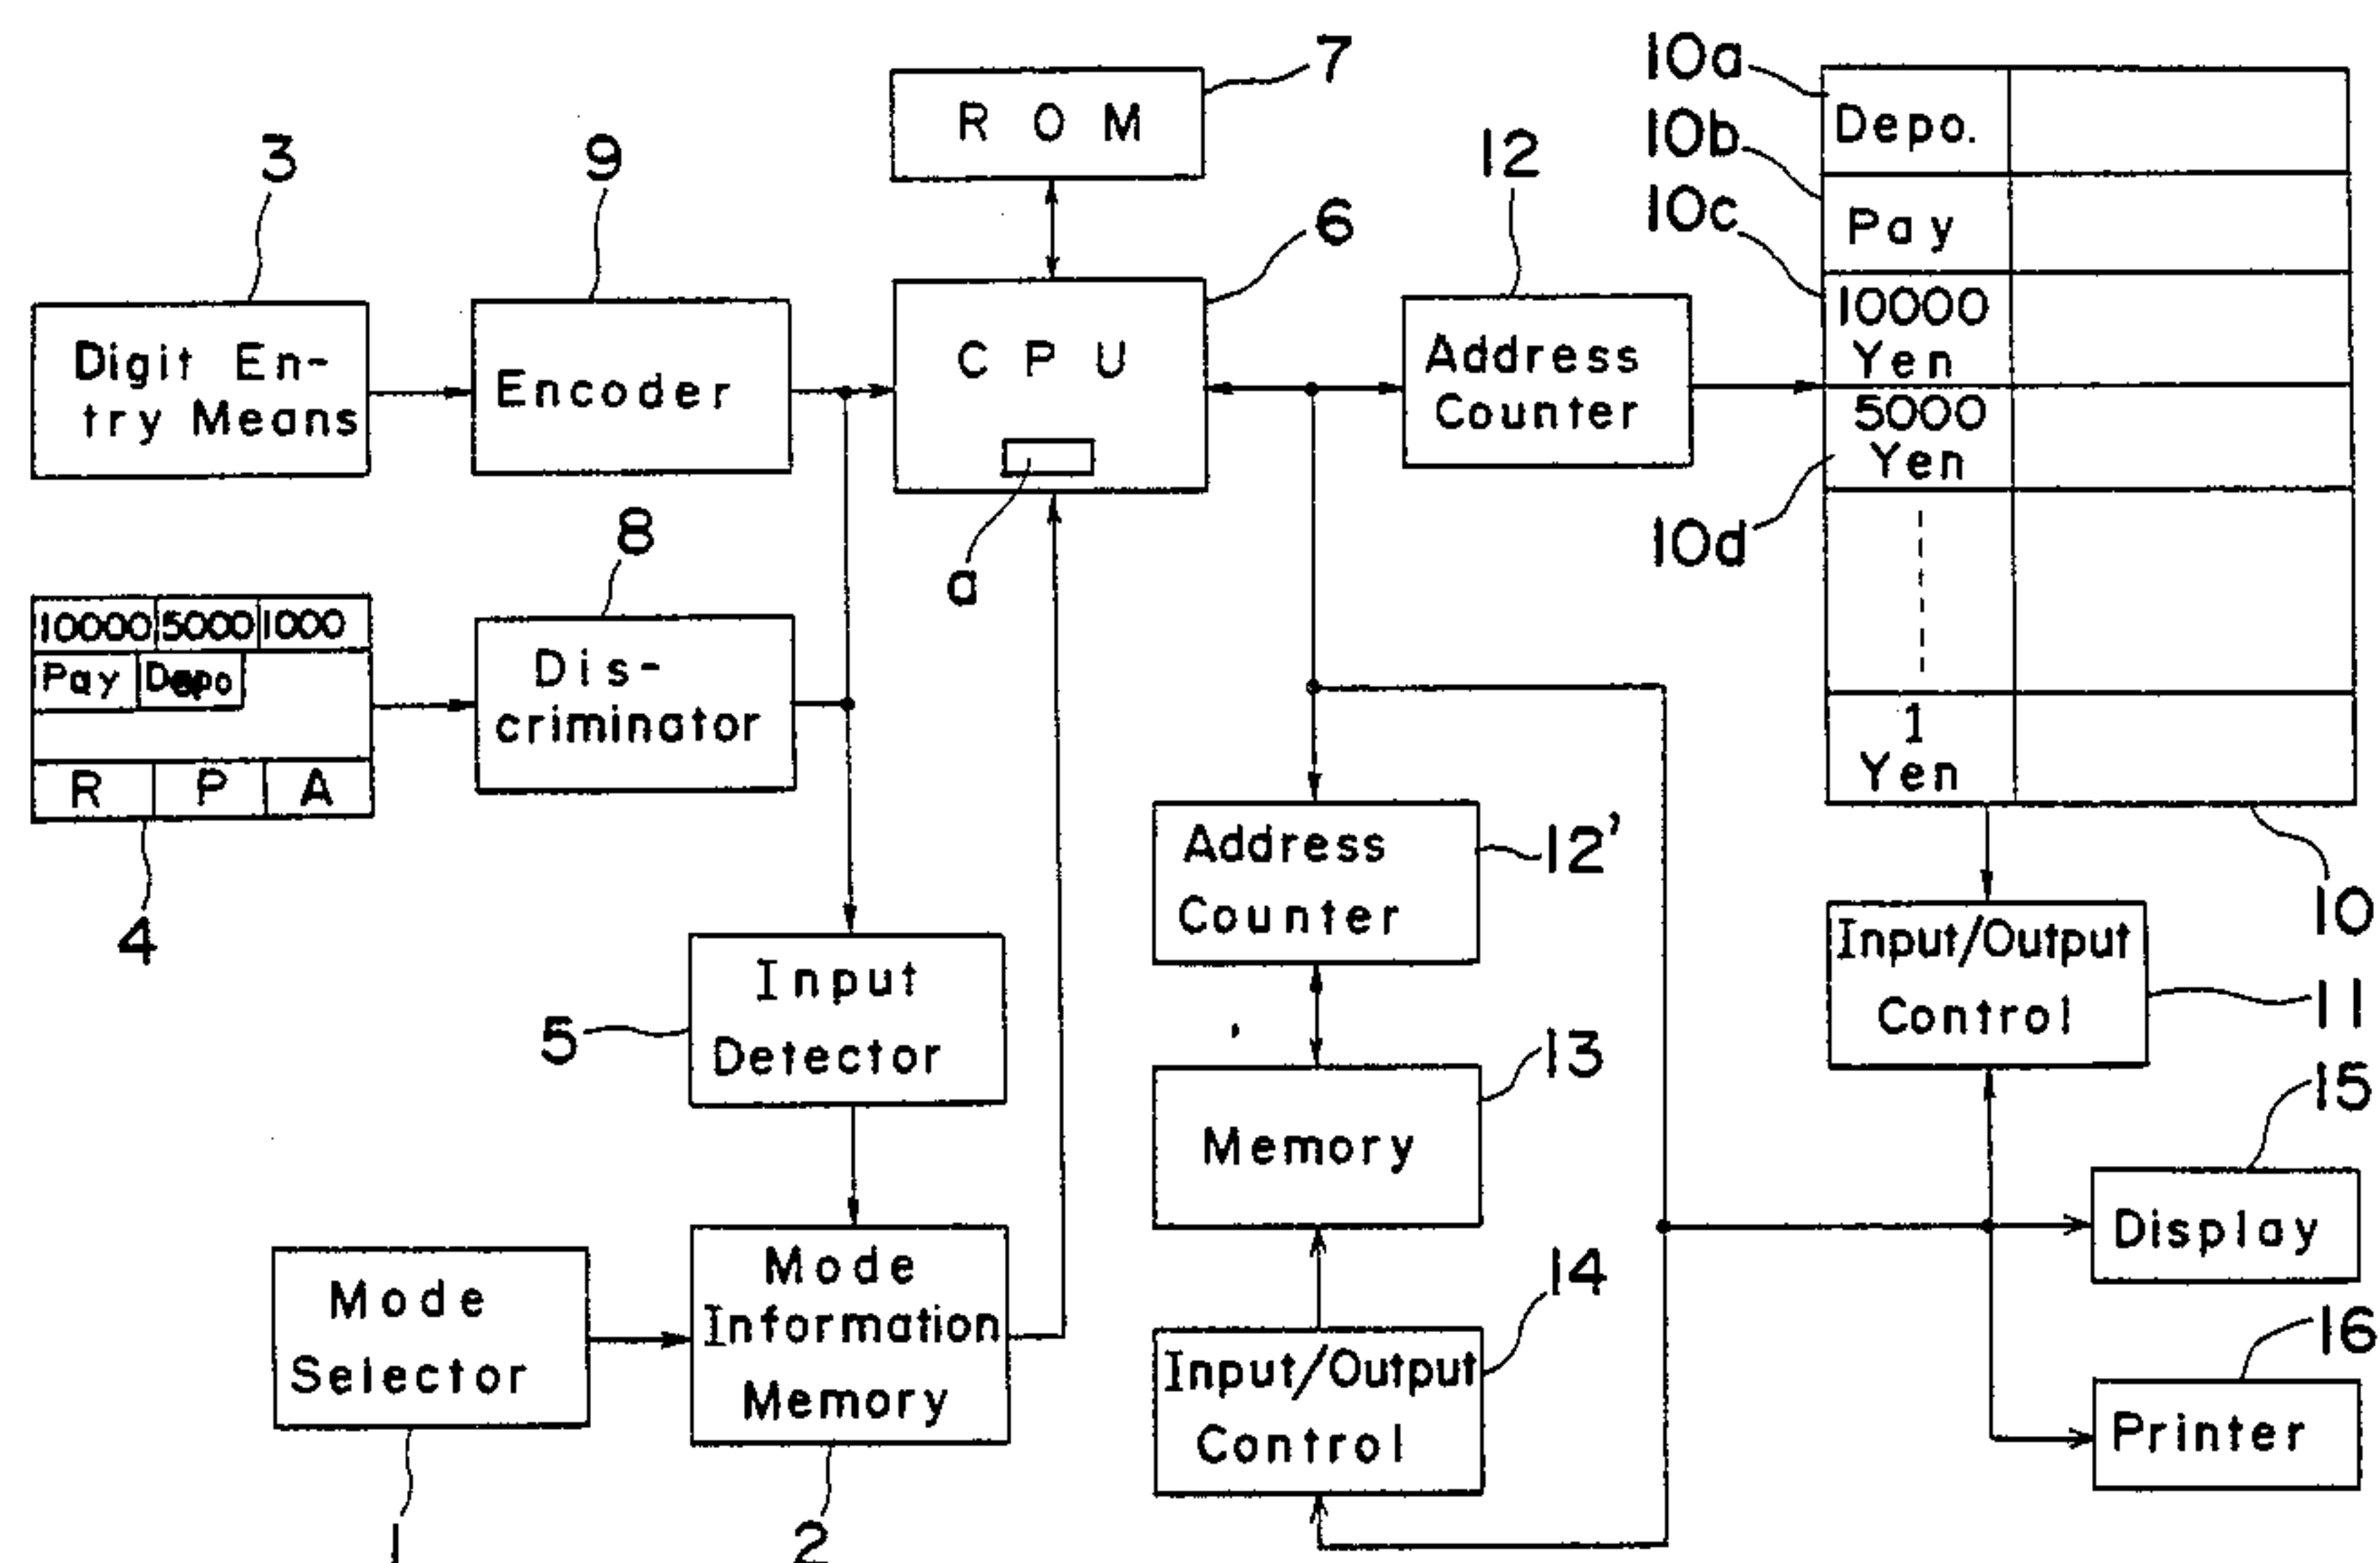 7
R O M
3
9
12
10a
Depo.
10b
Pay
10c
10000
Yen
5000
Yen
10d
1
Yen
10
6
C P U
a
Digit En-
try Means
Encoder
Address
Counter
8
10000 5000 1000
Pay Depo
R P A
4
Dis-
criminator
Address
Counter
12'
Input/Output
Control
11
5
Input
Detector
13
Memory
15
Display
14
Input/Output
Control
16
Printer
Mode
Selector
1
Mode
Information
Memory
2